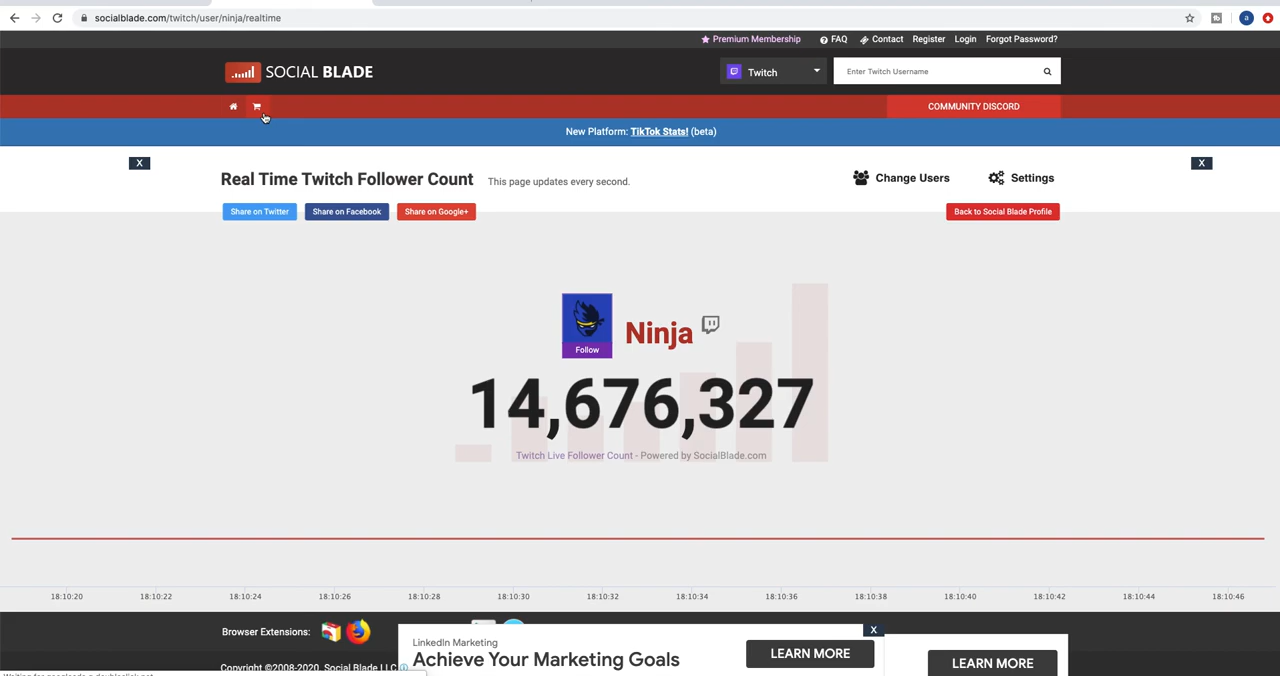 socialblade.com/twitch/user/ninja/realtime
a
Premium Membership FAQ Contact Register Login Forgot Password?
SOCIAL BLADE Twitch Enter Twitch Username
COMMUNITY DISCORD
New Platform: TikTok Stats! (beta)
X X
Real Time Twitch Follower Count This page updates every second. Change Users Settings
Share on Twitter Share on Facebook Share on Google+ Back to Social Blade Profile
Ninja
Follow
14,676,327
Twitch Live Follower Count - Powered by SocialBlade.com
18:10:20 18:10:22 18:10:24 18:10:26 18:10:28 18:10:30 18:10:32 18:10:34 18:10:36 18:10:38 18:10:40 18:10:42 18:10:44 18:10:46
Browser Extensions: X
LinkedIn Marketing
Achieve Your Marketing Goals LEARN MORE LEARN MORE
Copyright ©2008-2020 Social Blade LLC